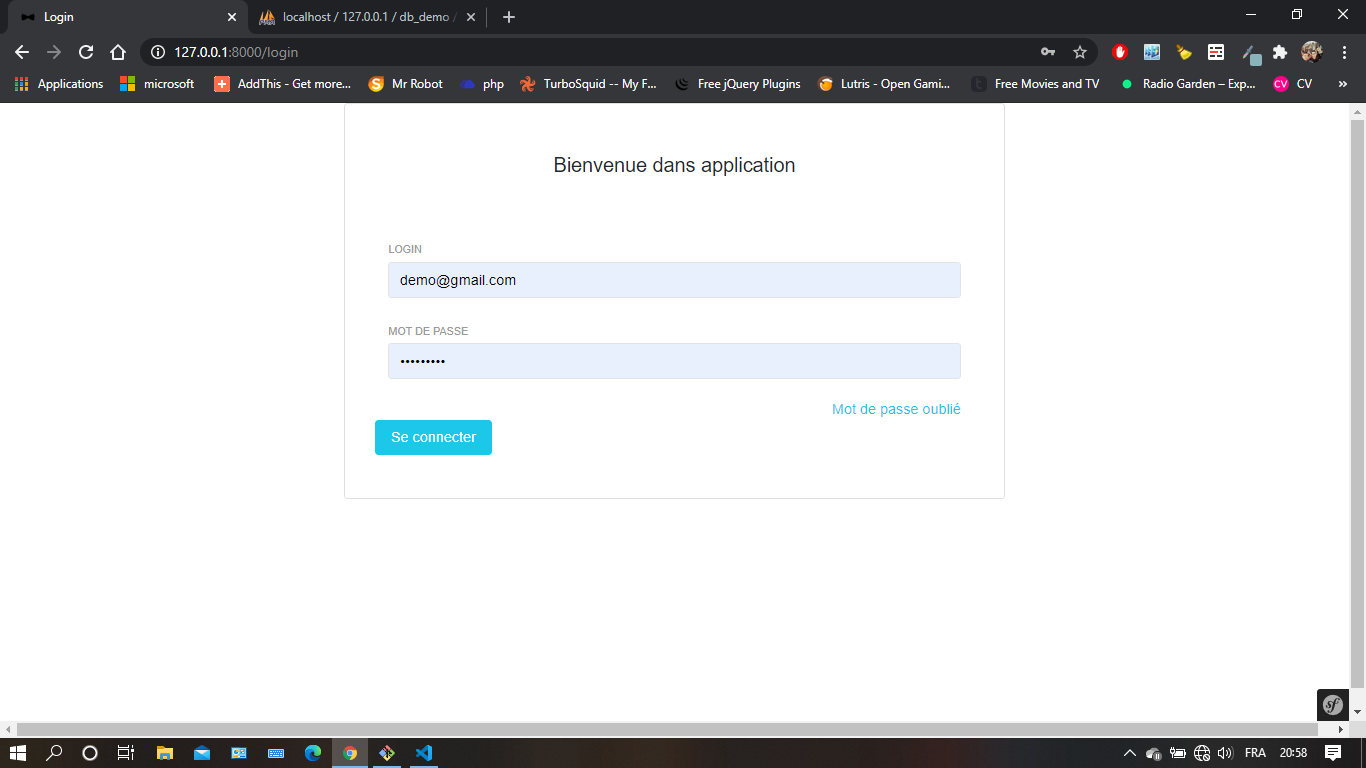 Login
localhost / 127.0.0.1 / db_demo /
127.0.0.1:8000/login
Applications
microsoft
AddThis - Get more...
Mr Robot
php
TurboSquid -- My F...
Free jQuery Plugins
Lutris - Open Gami...
Free Movies and TV
Radio Garden – Exp...
CV CV
Bienvenue dans application
LOGIN
demo@gmail.com
MOT DE PASSE
•••••••••
Mot de passe oublié
Se connecter
sf
FRA
20:58